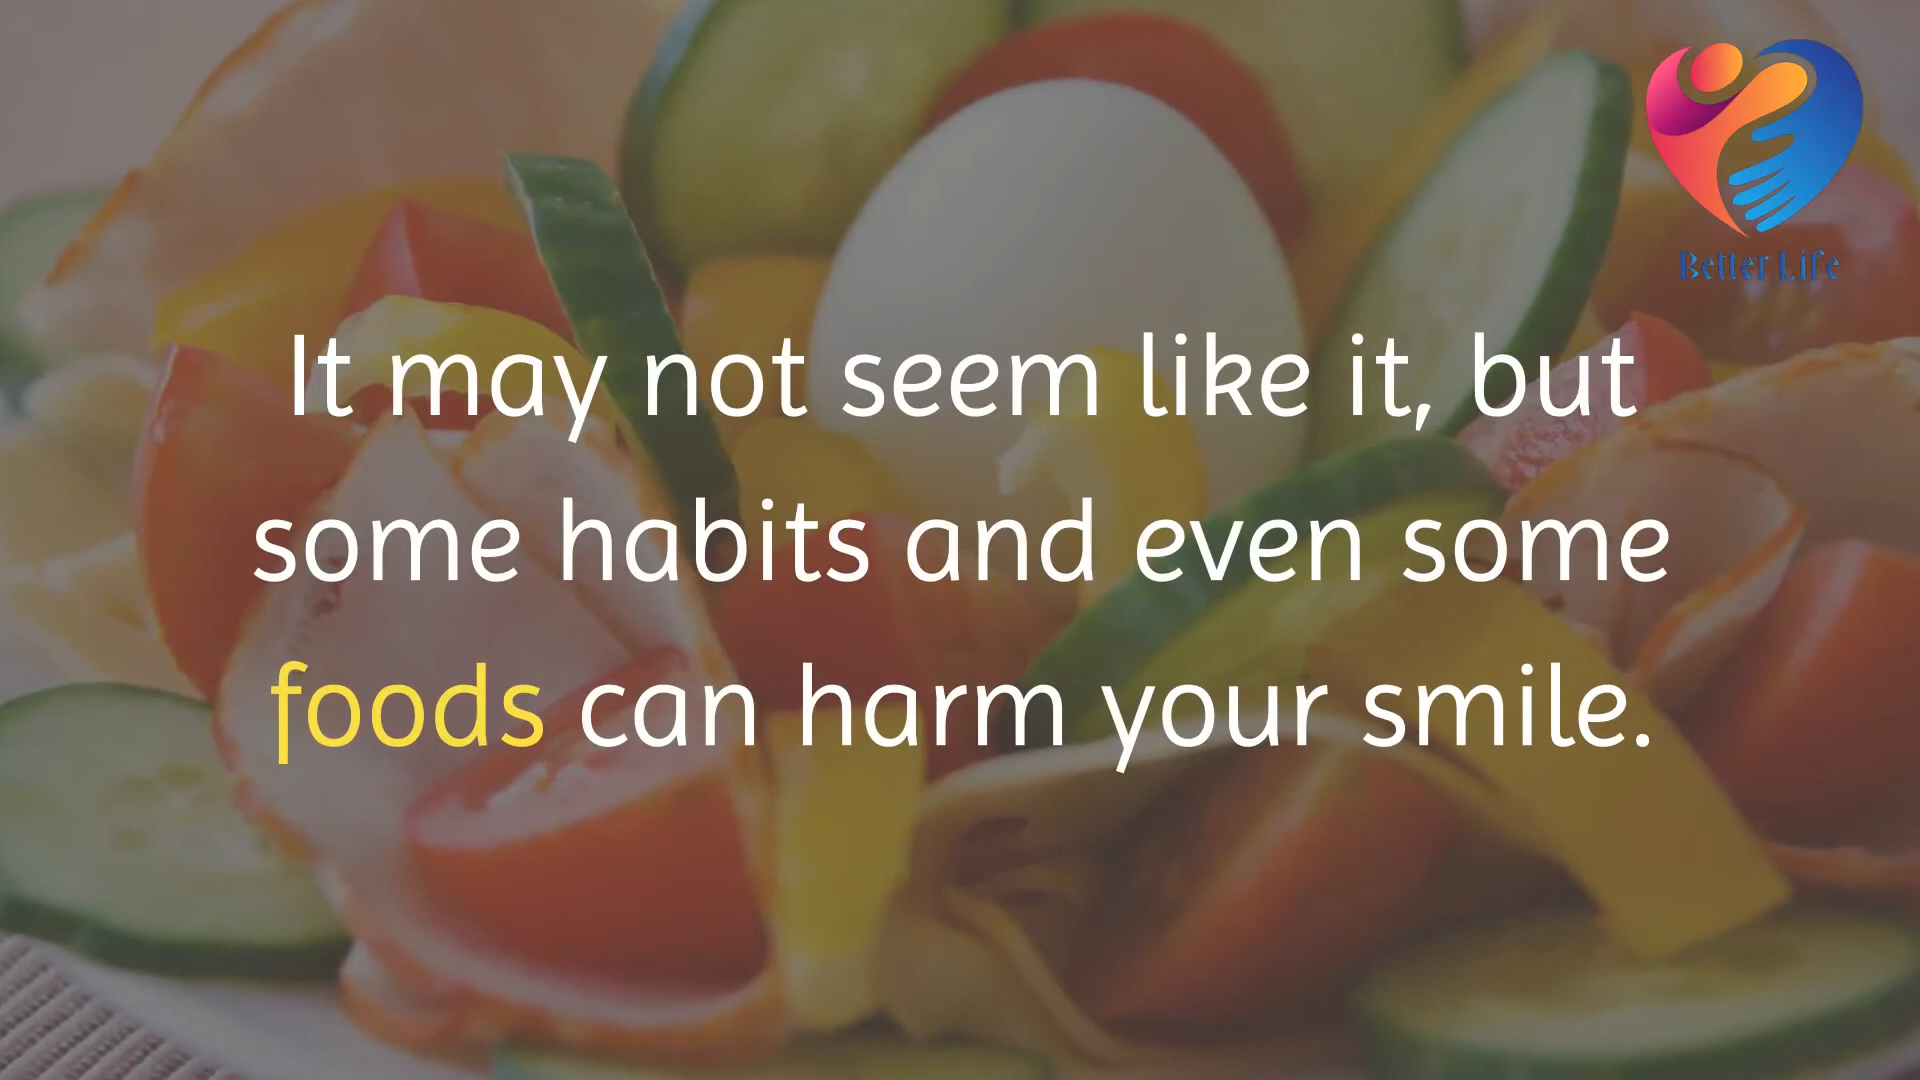 Better Life
It may not seem like it, but
some habits and even some
foods can harm your smile.